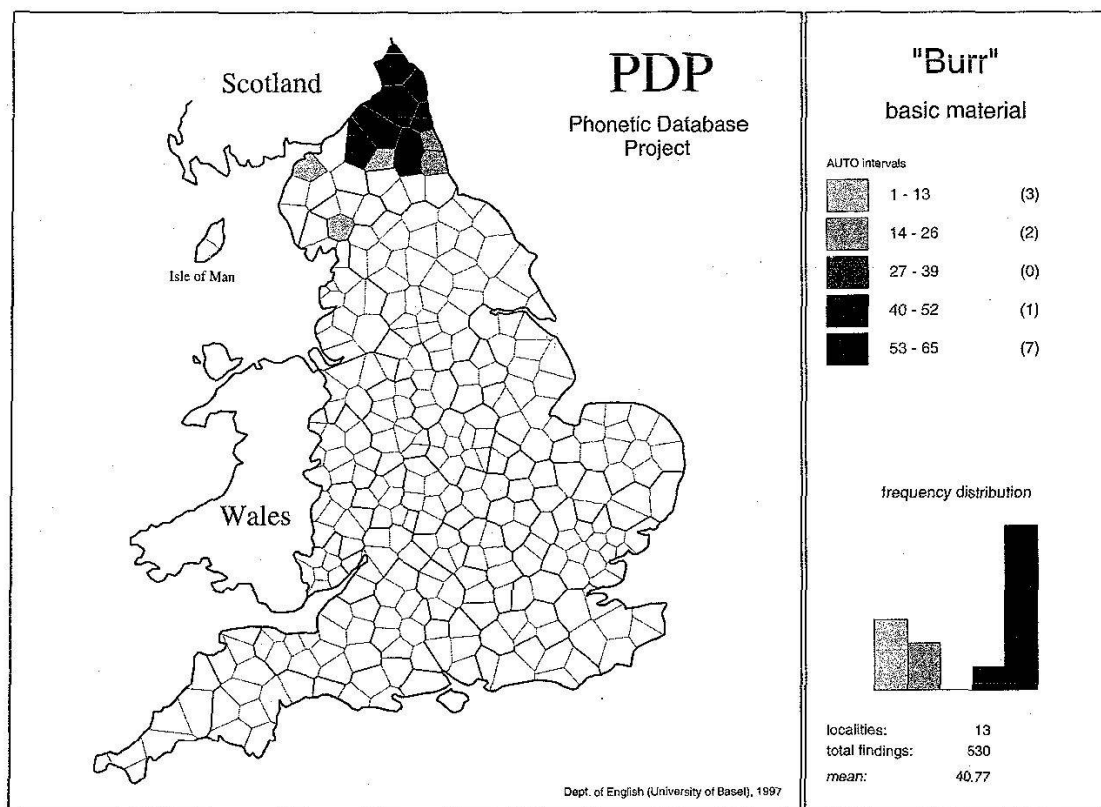 Scotland
PDP
Phonetic Database
Project
Isle of Man
Wales
Dept. of English (University of Basel), 1997
"Burr"
basic material
AUTO intervals
1 - 13 (3)
14 - 26 (2)
27 - 39 (0)
40 - 52 (1)
53 - 65 (7)
frequency distribution
localities: 13
total findings: 530
mean: 40.77